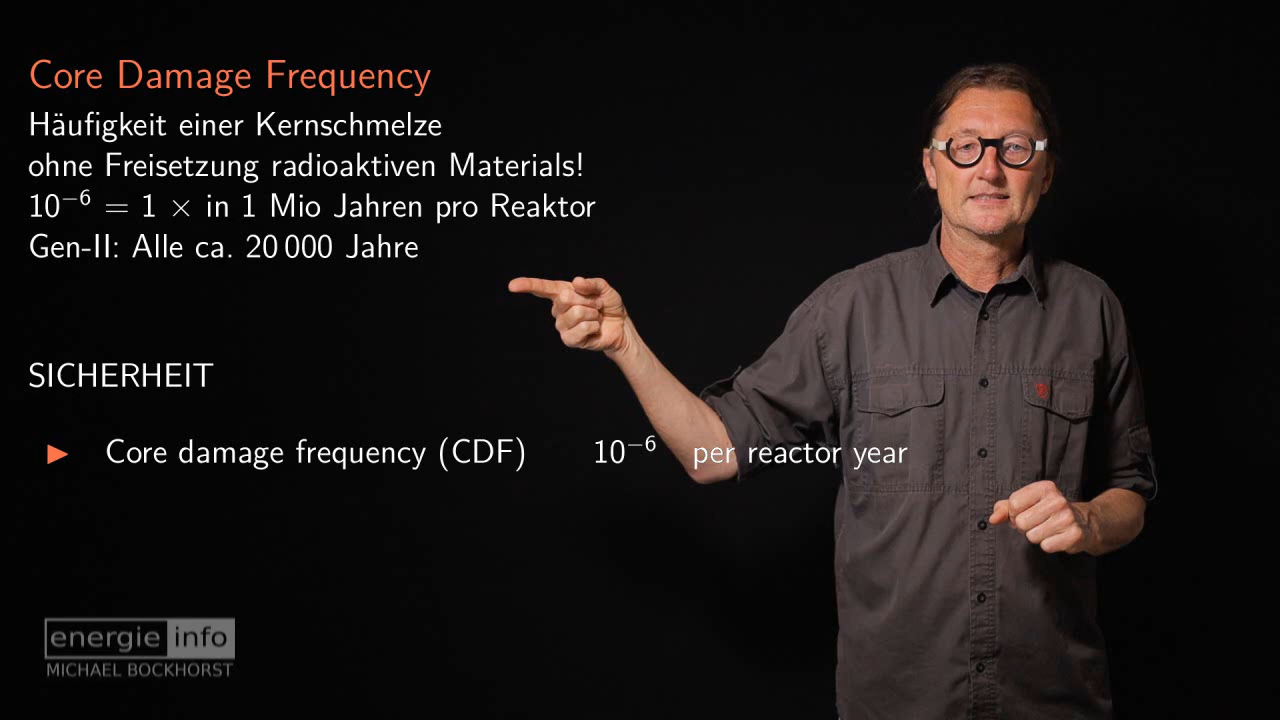 Core Damage Frequency
Häufigkeit einer Kernschmelze
ohne Freisetzung radioaktiven Materials!
10⁻⁶ = 1 × in 1 Mio Jahren pro Reaktor
Gen-II: Alle ca. 20 000 Jahre
SICHERHEIT
► Core damage frequency (CDF) 10⁻⁶ per reactor year
energie info
MICHAEL BOCKHORST